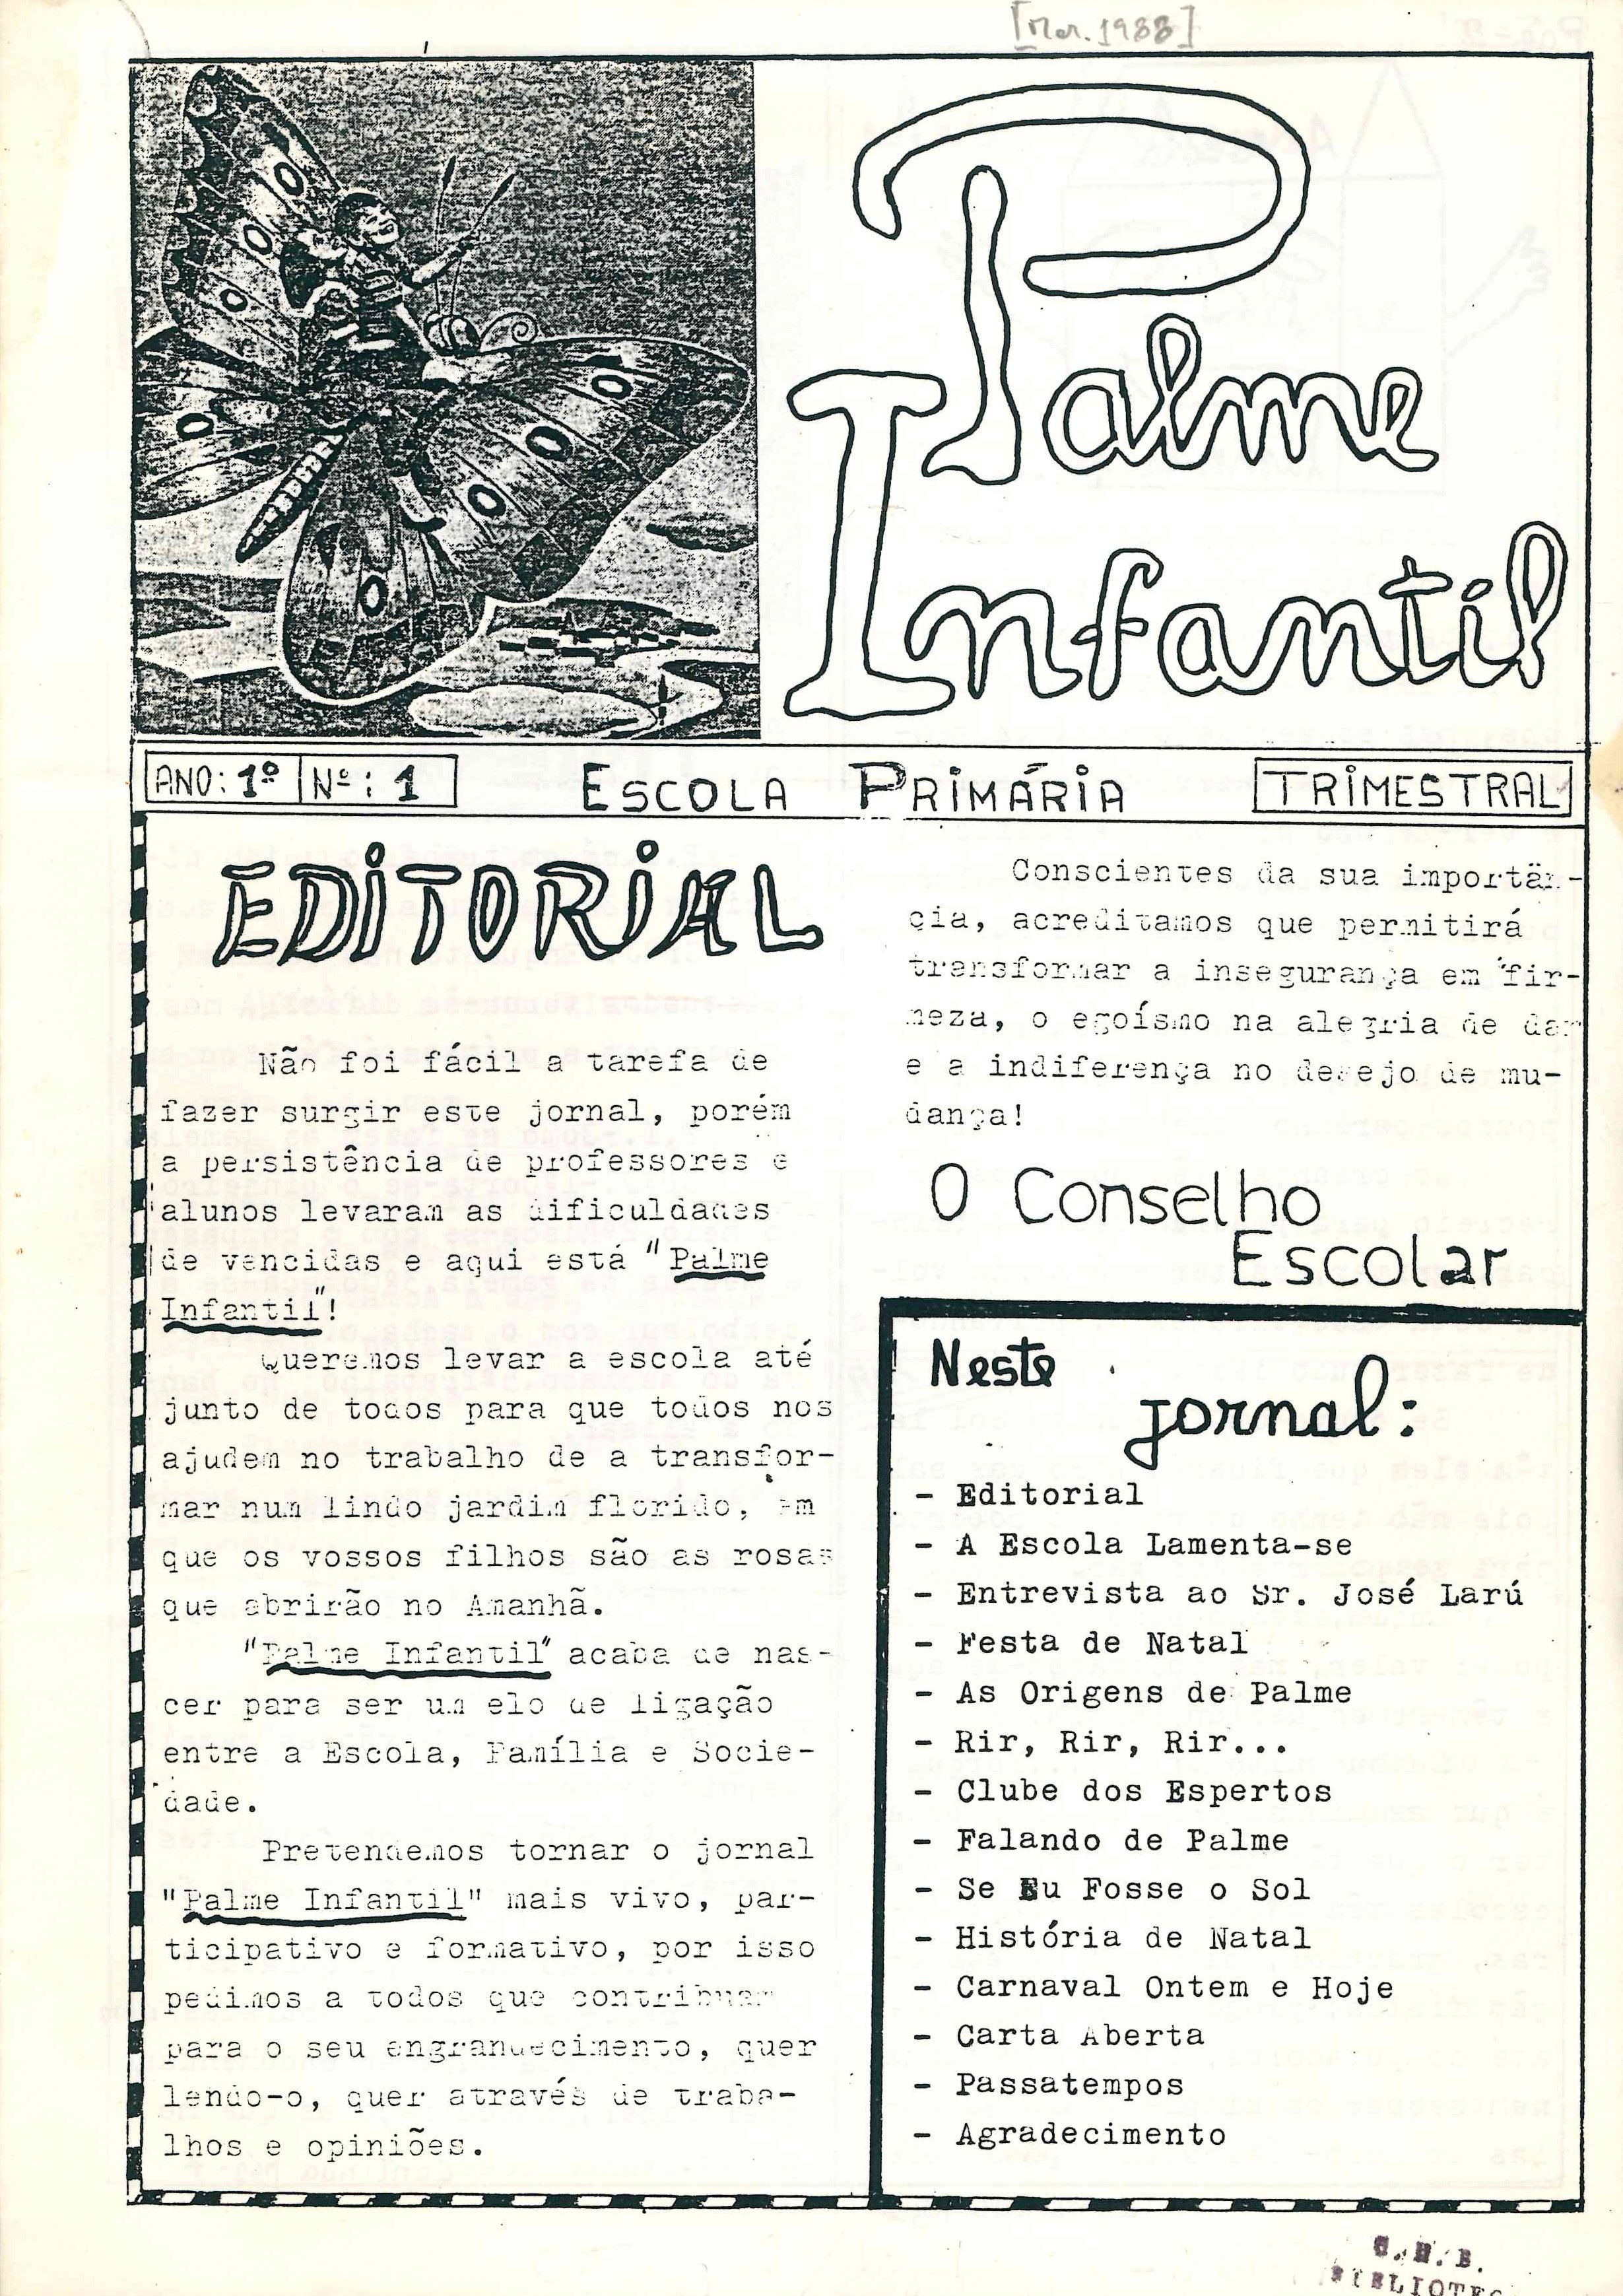 [Mar. 1988]
Palme
Infantil
ANO: 1º Nº: 1
ESCOLA PRIMÁRIA
TRIMESTRAL
EDITORIAL
Não foi fácil a tarefa de
fazer surgir este jornal, porém
a persistência de professores e
alunos levaram as dificuldades
de vencidas e aqui está "Palme
Infantil"!
Queremos levar a escola até
junto de todos para que todos nos
ajudem no trabalho de a transfor-
mar num lindo jardim florido, em
que os vossos filhos são as rosas
que abrirão no Amanhã.
"Palme Infantil" acaba de nas-
cer para ser um elo de ligação
entre a Escola, Família e Socie-
dade.
Pretendemos tornar o jornal
"Palme Infantil" mais vivo, par-
ticipativo e formativo, por isso
pedimos a todos que contribuam
para o seu engrandecimento, quer
lendo-o, quer através de traba-
lhos e opiniões.
Conscientes da sua importân-
cia, acreditamos que permitirá
transformar a insegurança em fir-
meza, o egoísmo na alegria de dar
e a indiferença no desejo de mu-
dança!
O Conselho
Escolar
Neste
jornal:
- Editorial
- A Escola Lamenta-se
- Entrevista ao Sr. José Larú
- Festa de Natal
- As Origens de Palme
- Rir, Rir, Rir...
- Clube dos Espertos
- Falando de Palme
- Se Eu Fosse o Sol
- História de Natal
- Carnaval Ontem e Hoje
- Carta Aberta
- Passatempos
- Agradecimento